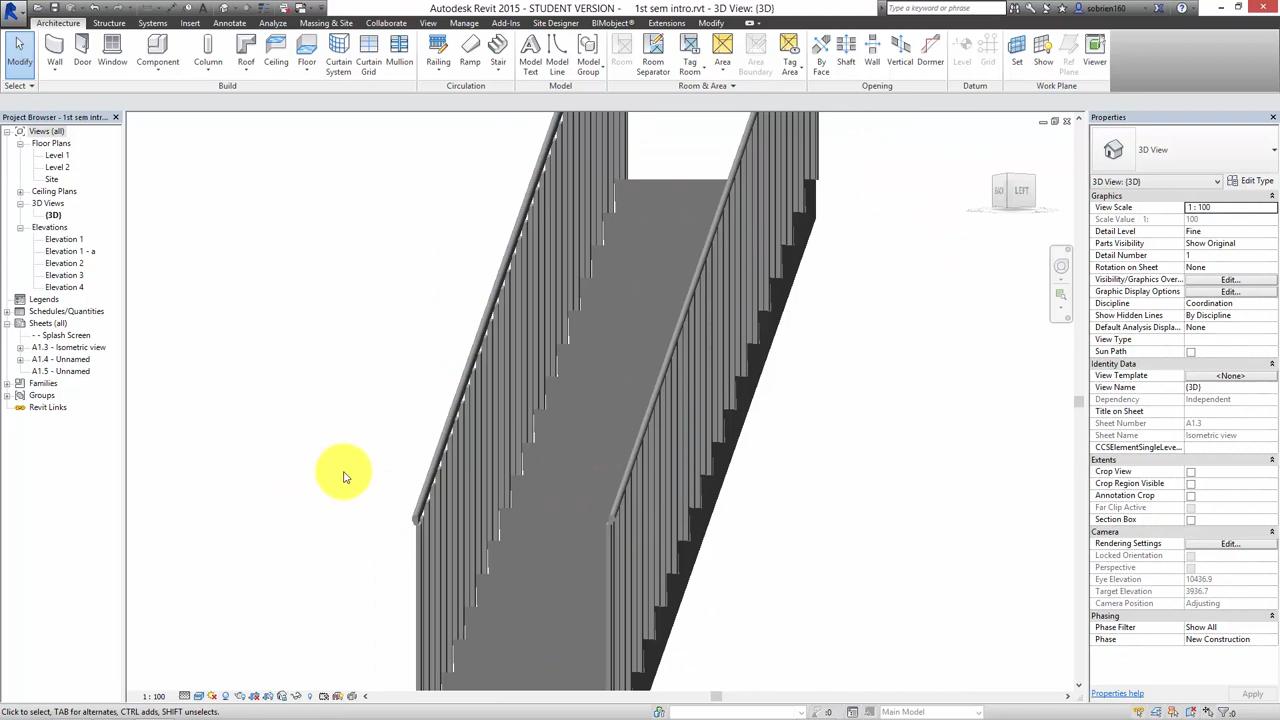 Autodesk Revit 2015 - STUDENT VERSION - 1st sem intro.rvt - 3D View: {3D}
Type a keyword or phrase
sobrien160
Architecture Structure Systems Insert Annotate Analyze Massing & Site Collaborate View Manage Add-Ins Site Designer BIMobject® Extensions Modify
Modify Wall Door Window Component Column Roof Ceiling Floor Curtain System Curtain Grid Mullion Railing Ramp Stair Model Text Model Line Model Group Room Room Separator Tag Room Area Area Boundary Tag Area By Face Shaft Wall Vertical Dormer Level Grid Set Show Ref Plane Viewer
Select Build Circulation Model Room & Area Opening Datum Work Plane
Project Browser - 1st sem intr...
Views (all)
Floor Plans
Level 1
Level 2
Site
Ceiling Plans
3D Views
{3D}
Elevations
Elevation 1
Elevation 1 - a
Elevation 2
Elevation 3
Elevation 4
Legends
Schedules/Quantities
Sheets (all)
- - Splash Screen
A1.3 - Isometric view
A1.4 - Unnamed
A1.5 - Unnamed
Families
Groups
Revit Links
BACK LEFT
Properties
3D View
3D View: {3D} Edit Type
Graphics
View Scale 1 : 100
Scale Value 1: 100
Detail Level Fine
Parts Visibility Show Original
Detail Number 1
Rotation on Sheet None
Visibility/Graphics Over... Edit...
Graphic Display Options Edit...
Discipline Coordination
Show Hidden Lines By Discipline
Default Analysis Displa... None
View Type
Sun Path
Identity Data
View Template <None>
View Name {3D}
Dependency Independent
Title on Sheet
Sheet Number A1.3
Sheet Name Isometric view
CCSElementSingleLeve...
Extents
Crop View
Crop Region Visible
Annotation Crop
Far Clip Active
Section Box
Camera
Rendering Settings Edit...
Locked Orientation
Perspective
Eye Elevation 10436.9
Target Elevation 3936.7
Camera Position Adjusting
Phasing
Phase Filter Show All
Phase New Construction
Properties help Apply
1 : 100
Click to select, TAB for alternates, CTRL adds, SHIFT unselects.
:0 Main Model :0